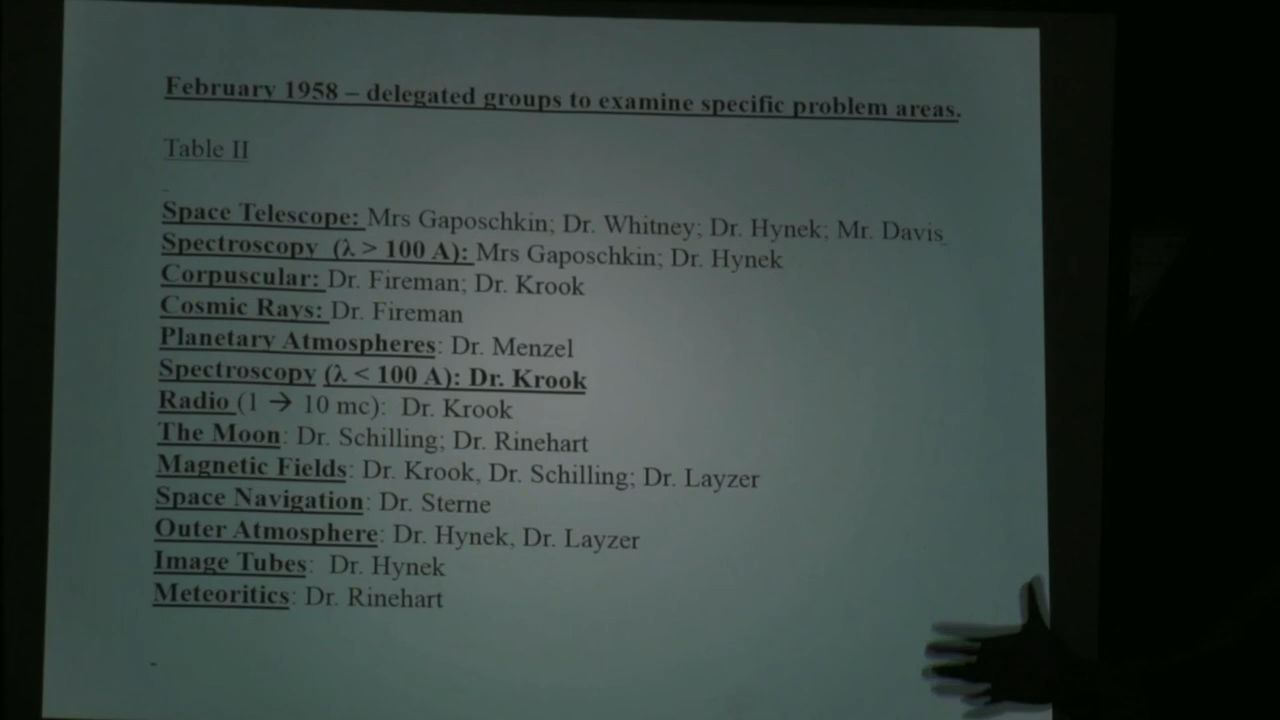 February 1958 – delegated groups to examine specific problem areas.
Table II
Space Telescope: Mrs Gaposchkin; Dr. Whitney; Dr. Hynek; Mr. Davis
Spectroscopy (λ > 100 A): Mrs Gaposchkin; Dr. Hynek
Corpuscular: Dr. Fireman; Dr. Krook
Cosmic Rays: Dr. Fireman
Planetary Atmospheres: Dr. Menzel
Spectroscopy (λ < 100 A): Dr. Krook
Radio (1 → 10 mc): Dr. Krook
The Moon: Dr. Schilling; Dr. Rinehart
Magnetic Fields: Dr. Krook, Dr. Schilling; Dr. Layzer
Space Navigation: Dr. Sterne
Outer Atmosphere: Dr. Hynek, Dr. Layzer
Image Tubes: Dr. Hynek
Meteoritics: Dr. Rinehart